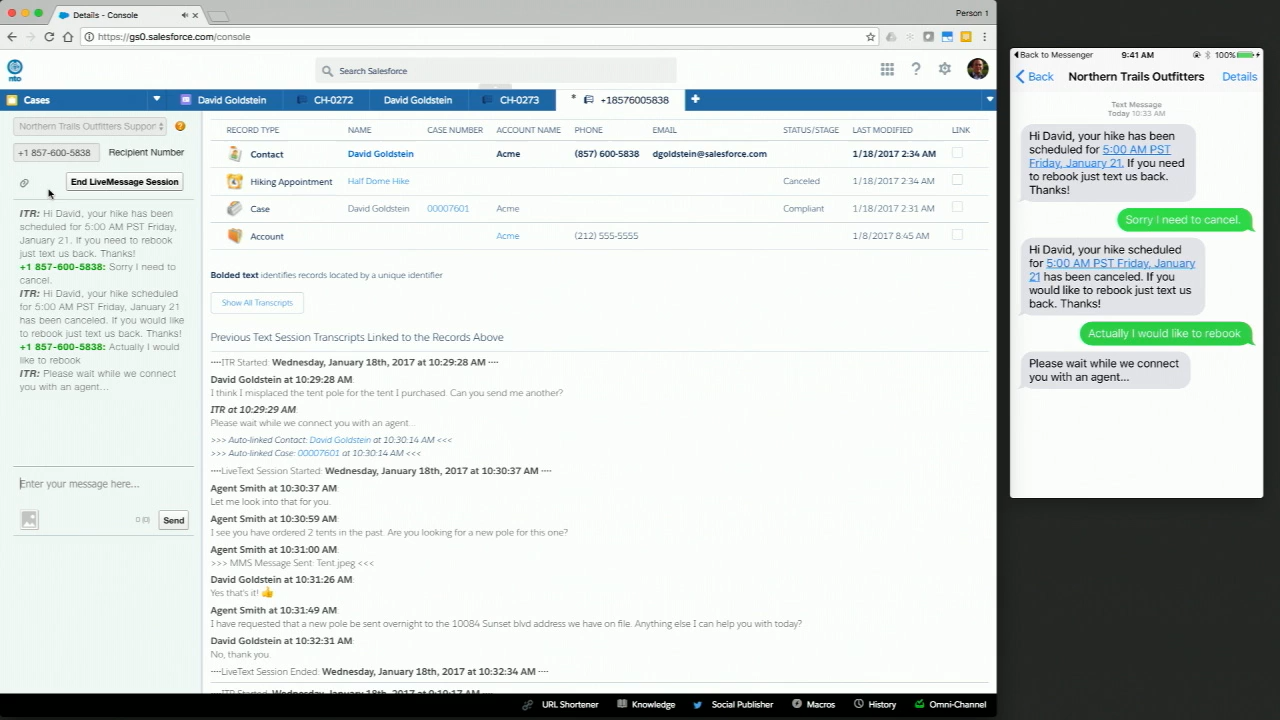 Details - Console
Person 1
https://gs0.salesforce.com/console
nto
Search Salesforce
Cases
David Goldstein
CH-0272
David Goldstein
CH-0273
* +18576005838
Northern Trails Outfitters Support
+1 857-600-5838 Recipient Number
End LiveMessage Session
ITR: Hi David, your hike has been
scheduled for 5:00 AM PST Friday,
January 21. If you need to rebook
just text us back. Thanks!
+1 857-600-5838: Sorry I need to
cancel.
ITR: Hi David, your hike scheduled
for 5:00 AM PST Friday, January 21
has been canceled. If you would like
to rebook just text us back. Thanks!
+1 857-600-5838: Actually I would
like to rebook
ITR: Please wait while we connect
you with an agent...
Enter your message here...
0 (0) Send
RECORD TYPE NAME CASE NUMBER ACCOUNT NAME PHONE EMAIL STATUS/STAGE LAST MODIFIED LINK
Contact David Goldstein Acme (857) 600-5838 dgoldstein@salesforce.com 1/18/2017 2:34 AM
Hiking Appointment Half Dome Hike Canceled 1/18/2017 2:34 AM
Case David Goldstein 00007601 Acme Compliant 1/18/2017 2:31 AM
Account Acme (212) 555-5555 1/8/2017 8:45 AM
Bolded text identifies records located by a unique identifier
Show All Transcripts
Previous Text Session Transcripts Linked to the Records Above
----ITR Started: Wednesday, January 18th, 2017 at 10:29:28 AM ----
David Goldstein at 10:29:28 AM:
I think I misplaced the tent pole for the tent I purchased. Can you send me another?
ITR at 10:29:29 AM:
Please wait while we connect you with an agent...
>>> Auto-linked Contact: David Goldstein at 10:30:14 AM <<<
>>> Auto-linked Case: 00007601 at 10:30:14 AM <<<
----LiveText Session Started: Wednesday, January 18th, 2017 at 10:30:37 AM ----
Agent Smith at 10:30:37 AM:
Let me look into that for you.
Agent Smith at 10:30:59 AM:
I see you have ordered 2 tents in the past. Are you looking for a new pole for this one?
Agent Smith at 10:31:00 AM:
>>> MMS Message Sent: Tent.jpeg <<<
David Goldstein at 10:31:26 AM:
Yes that's it! 👍
Agent Smith at 10:31:49 AM:
I have requested that a new pole be sent overnight to the 10084 Sunset blvd address we have on file. Anything else I can help you with today?
David Goldstein at 10:32:31 AM:
No, thank you.
----LiveText Session Ended: Wednesday, January 18th, 2017 at 10:32:34 AM ----
URL Shortener
Knowledge
Social Publisher
Macros
History
Omni-Channel
Back to Messenger 9:41 AM 100%
Back Northern Trails Outfitters Details
Text Message
Today 10:33 AM
Hi David, your hike has been
scheduled for 5:00 AM PST
Friday, January 21. If you need
to rebook just text us back.
Thanks!
Sorry I need to cancel.
Hi David, your hike scheduled
for 5:00 AM PST Friday, January
21 has been canceled. If you
would like to rebook just text us
back. Thanks!
Actually I would like to rebook
Please wait while we connect
you with an agent...